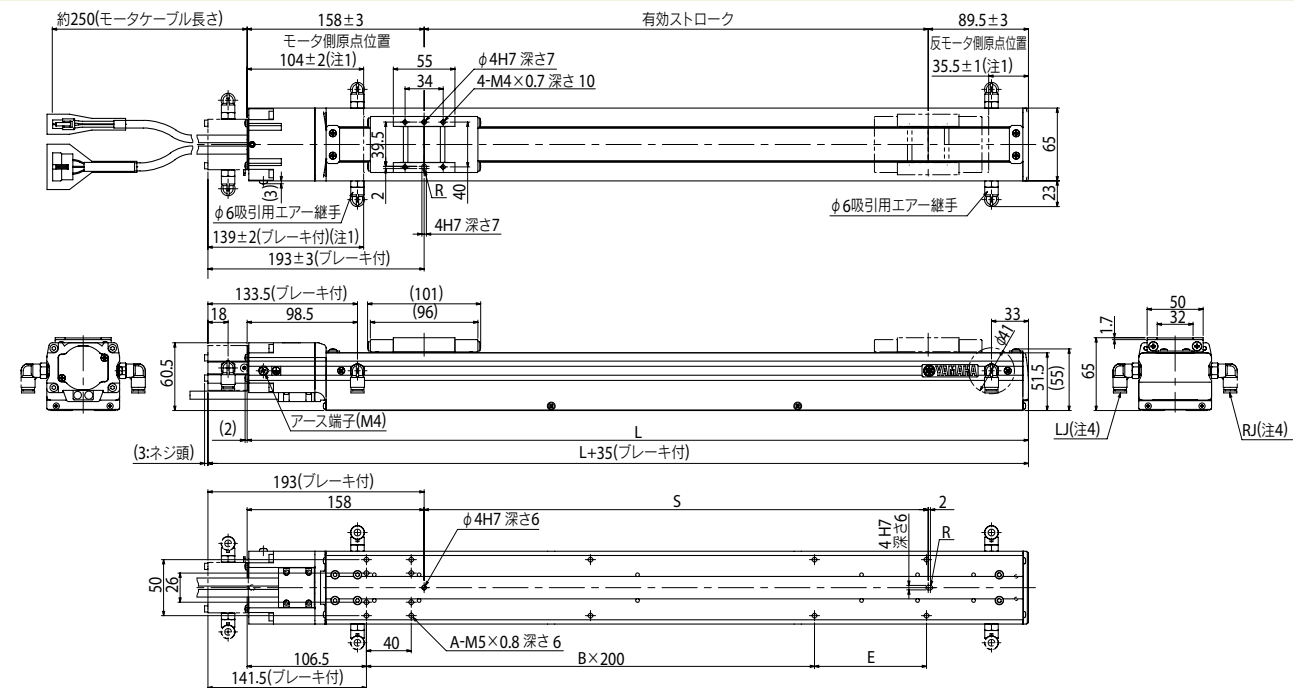 約250(モータケーブル長さ)
158±3
有効ストローク
89.5±3
モータ側原点位置
反モータ側原点位置
104±2(注1)
55
φ4H7 深さ7
35.5±1(注1)
34
4-M4×0.7 深さ 10
39.5
65
(3)
2
R
40
23
φ6吸引用エアー継手
φ6吸引用エアー継手
4H7 深さ7
139±2(ブレーキ付)(注1)
193±3(ブレーキ付)
133.5(ブレーキ付)
(101)
18
98.5
(96)
33
50
32
1.7
φ41
60.5
YAMAHA
51.5
(55)
65
アース端子(M4)
LJ(注4)
RJ(注4)
(2)
L
(3:ネジ頭)
L+35(ブレーキ付)
193(ブレーキ付)
158
S
2
φ4H7 深さ6
4 H7
深さ6
R
50
26
40
A-M5×0.8 深さ 6
106.5
B×200
E
141.5(ブレーキ付)